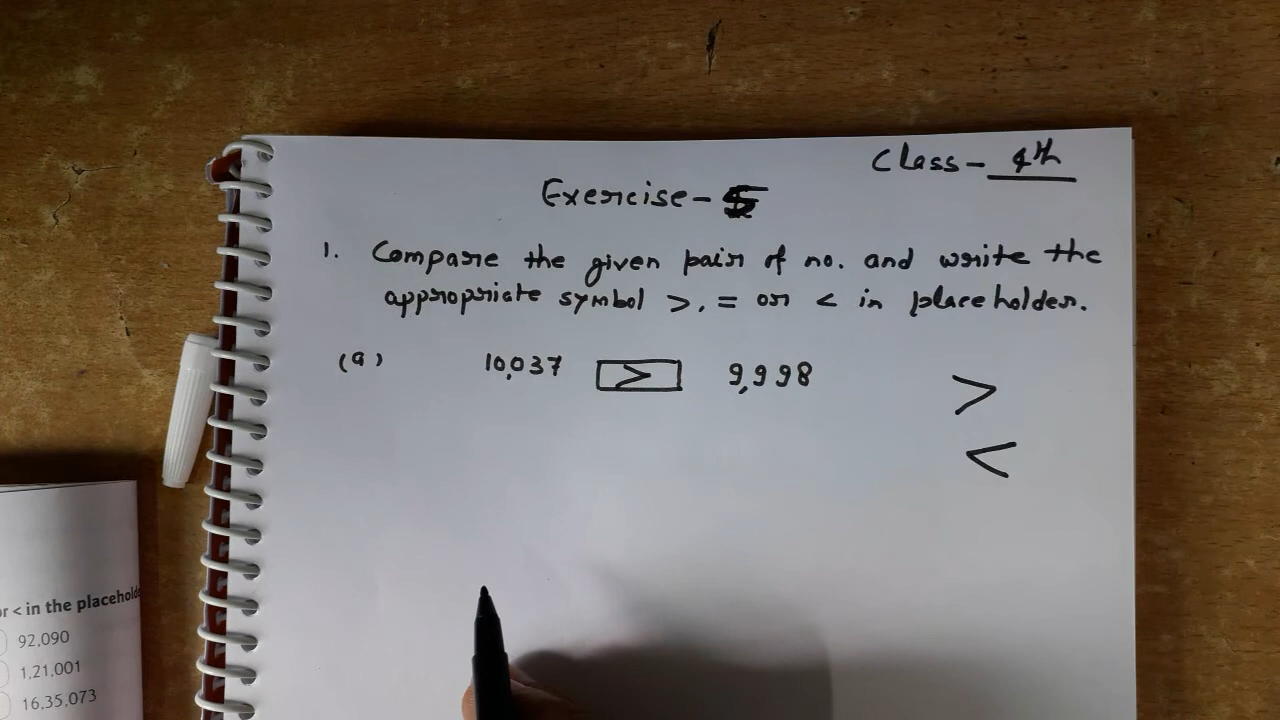 Class- 4th
Exercise- 5
1. Compare the given pair of no. and write the
appropriate symbol >, = or < in placeholder.
(a) 10,037 > 9,998
>
<
or < in the placehold
92,090
1,21,001
16,35,073